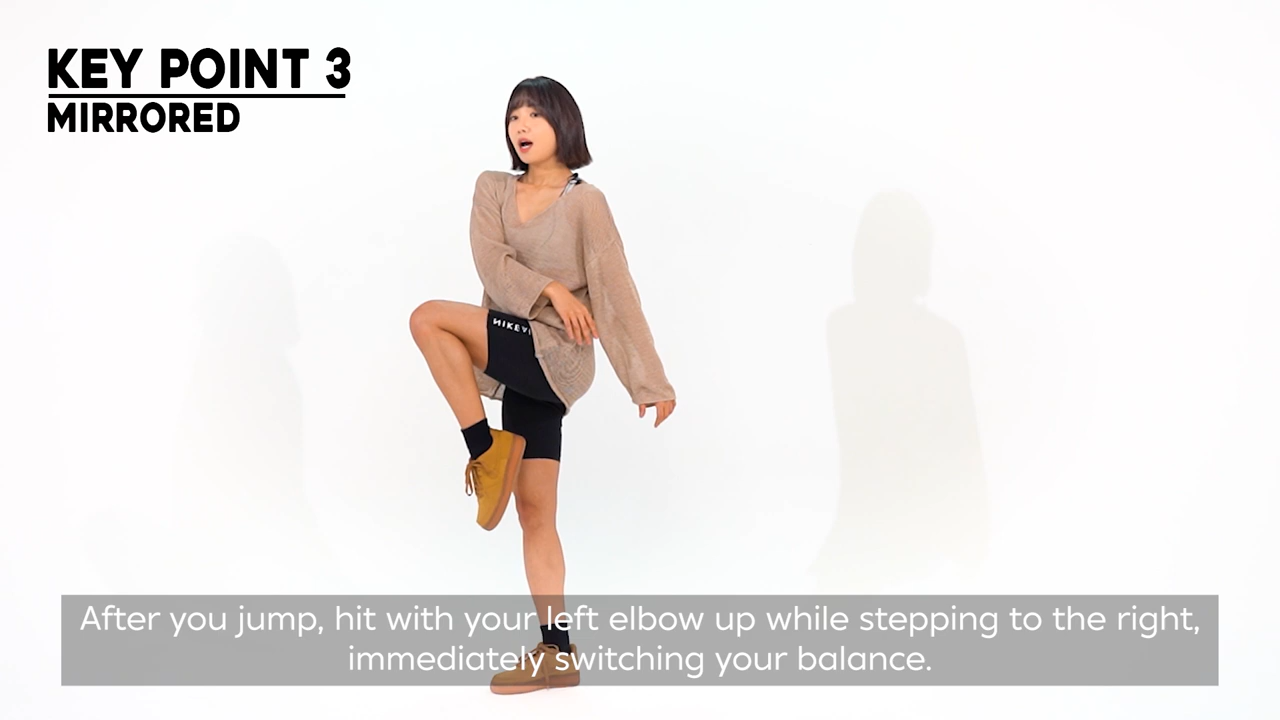 KEY POINT 3
MIRRORED
NIKE
After you jump, hit with your left elbow up while stepping to the right,
immediately switching your balance.